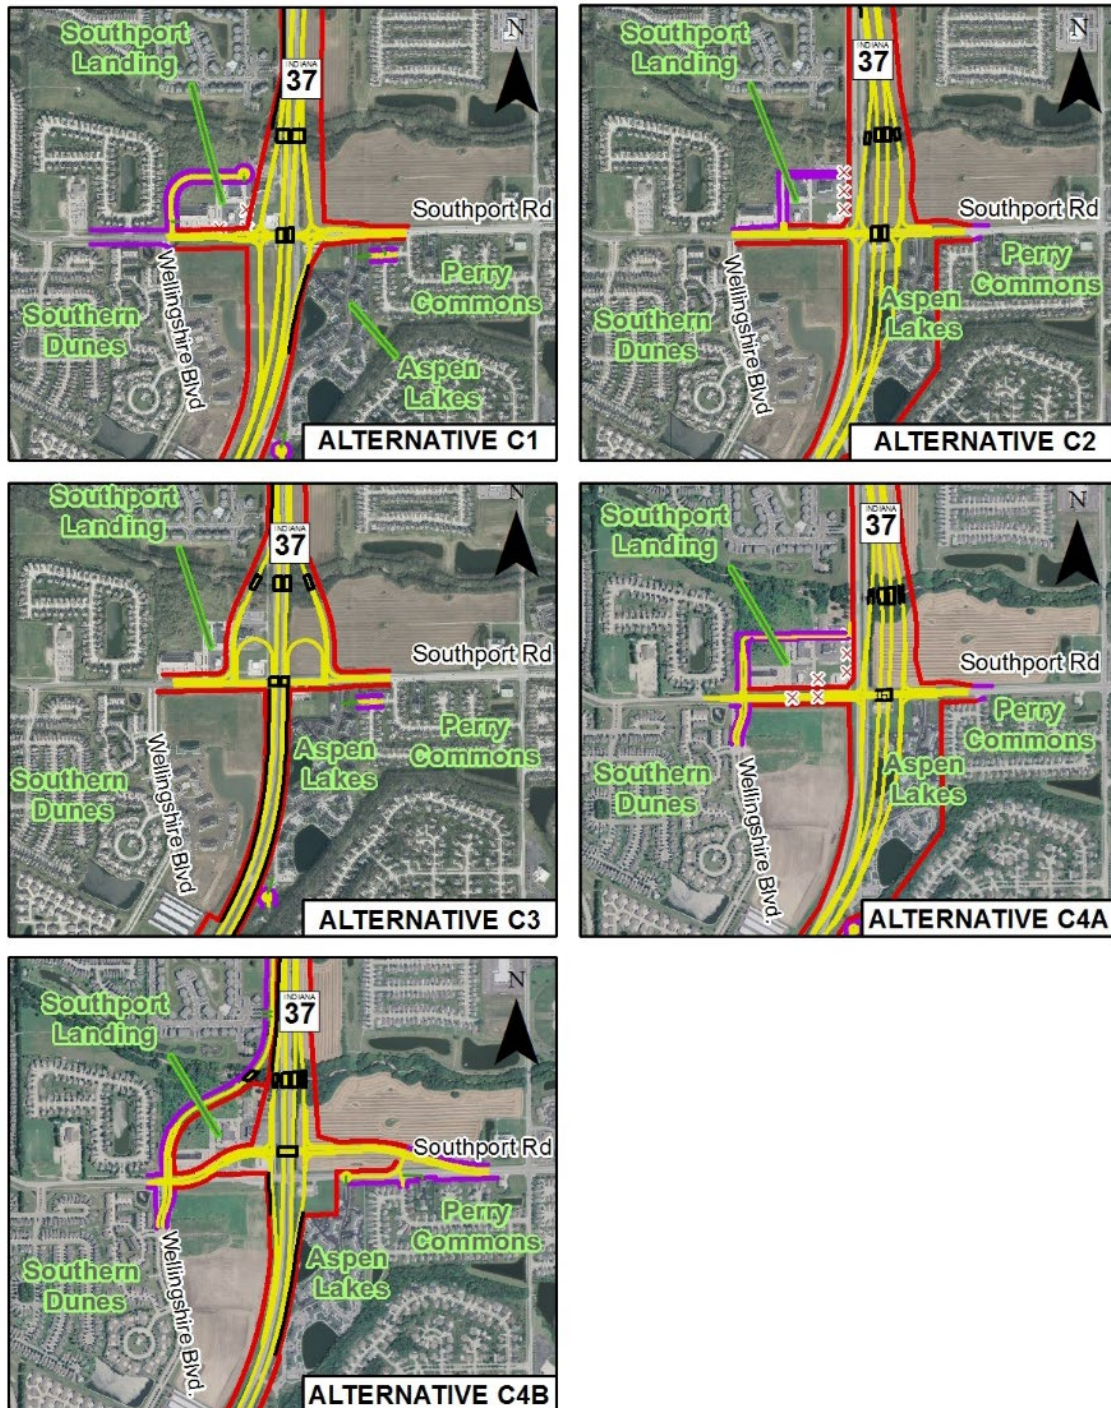 N
Southport
Landing
INDIANA
37
Southport Rd
Perry
Commons
Southern
Dunes
Wellingshire Blvd
Aspen
Lakes
ALTERNATIVE C1
N
Southport
Landing
INDIANA
37
Southport Rd
Perry
Commons
Southern
Dunes
Wellingshire Blvd
Aspen
Lakes
ALTERNATIVE C2
N
Southport
Landing
INDIANA
37
Southport Rd
Perry
Commons
Southern
Dunes
Wellingshire Blvd
Aspen
Lakes
ALTERNATIVE C3
N
Southport
Landing
INDIANA
37
Southport Rd
Perry
Commons
Southern
Dunes
Wellingshire Blvd.
Aspen
Lakes
ALTERNATIVE C4A
N
Southport
Landing
INDIANA
37
Southport Rd
Perry
Commons
Southern
Dunes
Wellingshire Blvd.
Aspen
Lakes
ALTERNATIVE C4B